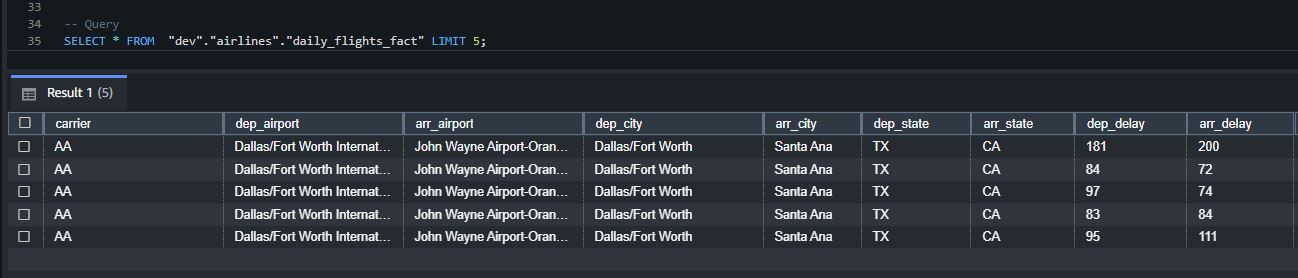 33
34 -- Query
35 SELECT * FROM "dev"."airlines"."daily_flights_fact" LIMIT 5;
Result 1 (5)
carrier dep_airport arr_airport dep_city arr_city dep_state arr_state dep_delay arr_delay
AA Dallas/Fort Worth Internat... John Wayne Airport-Oran... Dallas/Fort Worth Santa Ana TX CA 181 200
AA Dallas/Fort Worth Internat... John Wayne Airport-Oran... Dallas/Fort Worth Santa Ana TX CA 84 72
AA Dallas/Fort Worth Internat... John Wayne Airport-Oran... Dallas/Fort Worth Santa Ana TX CA 97 74
AA Dallas/Fort Worth Internat... John Wayne Airport-Oran... Dallas/Fort Worth Santa Ana TX CA 83 84
AA Dallas/Fort Worth Internat... John Wayne Airport-Oran... Dallas/Fort Worth Santa Ana TX CA 95 111